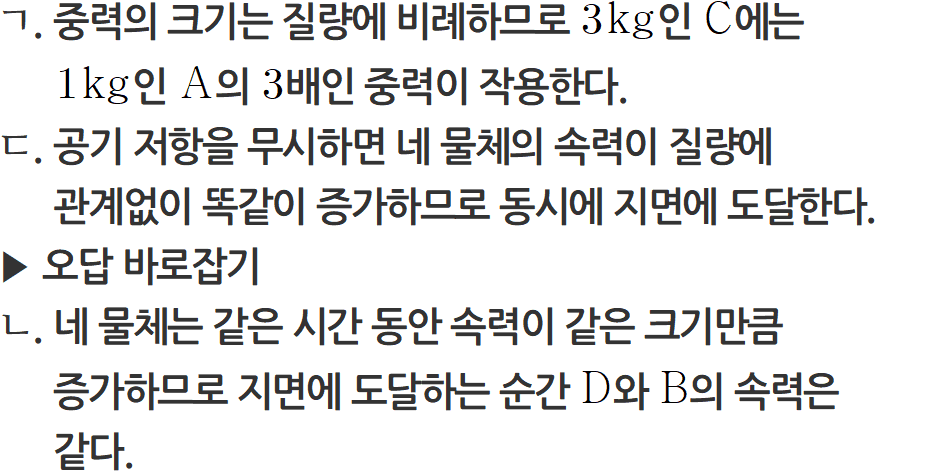 ㄱ. 중력의 크기는 질량에 비례하므로 3kg인 C에는
1kg인 A의 3배인 중력이 작용한다.
ㄷ. 공기 저항을 무시하면 네 물체의 속력이 질량에
관계없이 똑같이 증가하므로 동시에 지면에 도달한다.
▶ 오답 바로잡기
ㄴ. 네 물체는 같은 시간 동안 속력이 같은 크기만큼
증가하므로 지면에 도달하는 순간 D와 B의 속력은
같다.